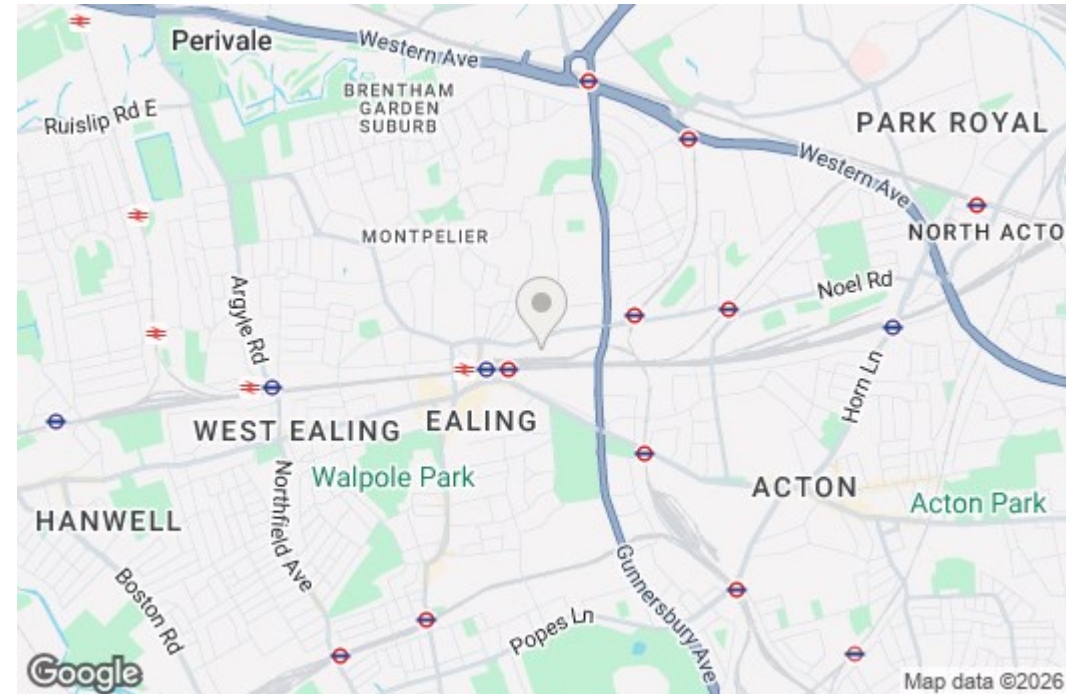 Perivale
Western Ave
BRENTHAM
GARDEN
SUBURB
Ruislip Rd E
PARK ROYAL
Western Ave
MONTPELIER
NORTH ACTO
Argyle Rd
Noel Rd
Horn Ln
WEST EALING
EALING
Walpole Park
ACTON
Acton Park
HANWELL
Northfield Ave
Boston Rd
Gunnersbury Ave
Popes Ln
Google
Map data ©2026